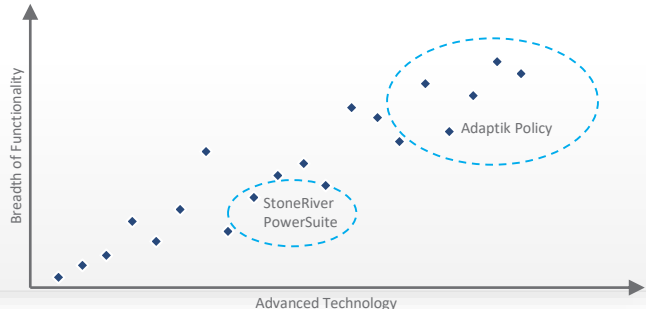 Breadth of Functionality
Adaptik Policy
StoneRiver
PowerSuite
Advanced Technology